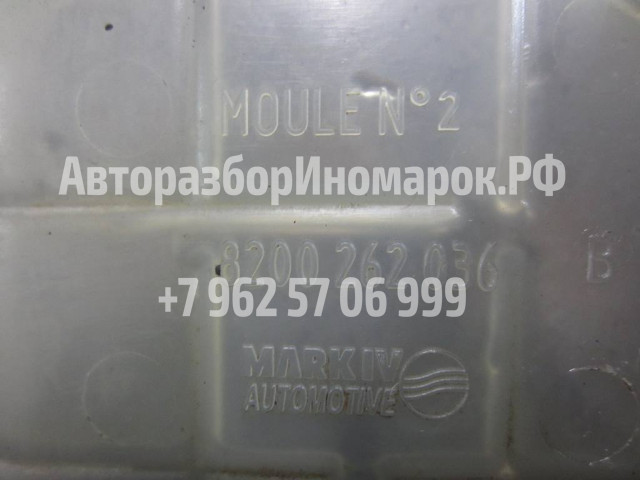 MOULE N°2
АвторазборИномарок.РФ
8200 262 036 B
+7 962 57 06 999
MARK IV
AUTOMOTIVE